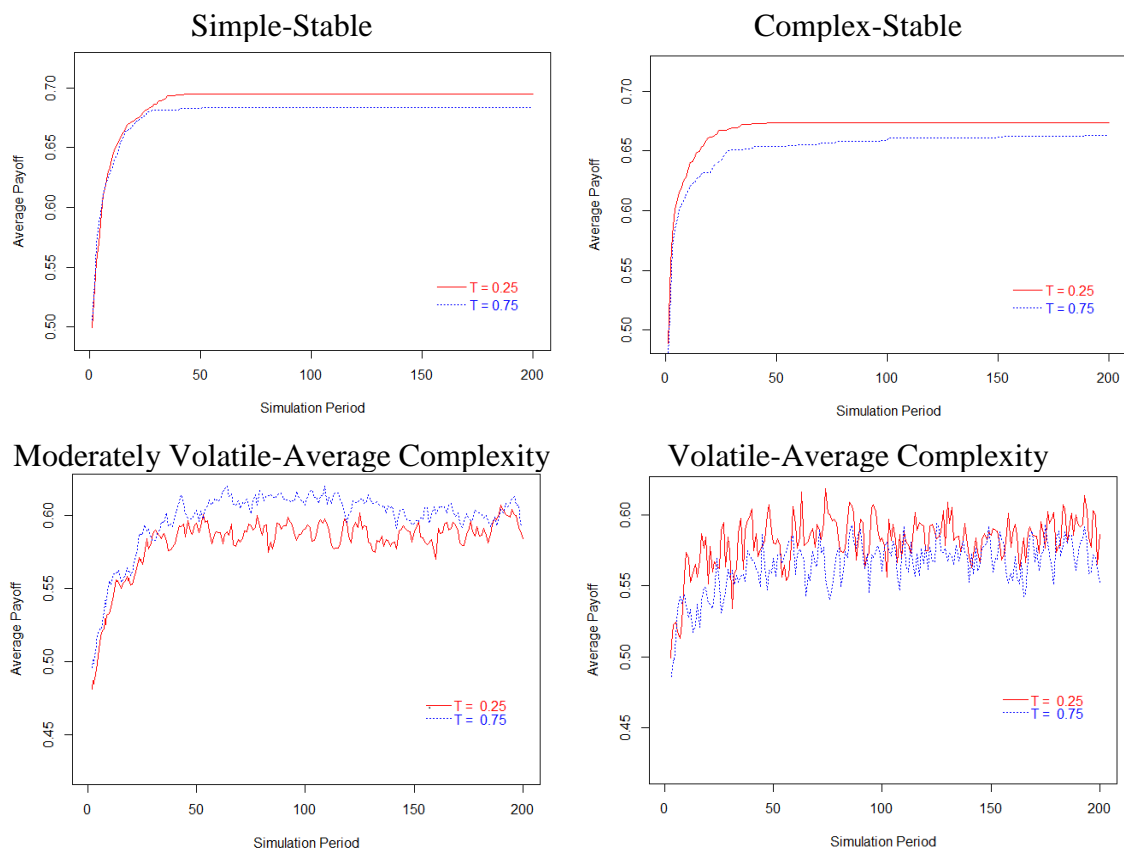 Simple-Stable
Average Payoff
0.70
0.65
0.60
0.55
0.50
T = 0.25
T = 0.75
0 50 100 150 200
Simulation Period
Complex-Stable
Average Payoff
0.70
0.65
0.60
0.55
0.50
T = 0.25
T = 0.75
0 50 100 150 200
Simulation Period
Moderately Volatile-Average Complexity
Average Payoff
0.60
0.55
0.50
0.45
T = 0.25
T = 0.75
0 50 100 150 200
Simulation Period
Volatile-Average Complexity
Average Payoff
0.60
0.55
0.50
0.45
T = 0.25
T = 0.75
0 50 100 150 200
Simulation Period